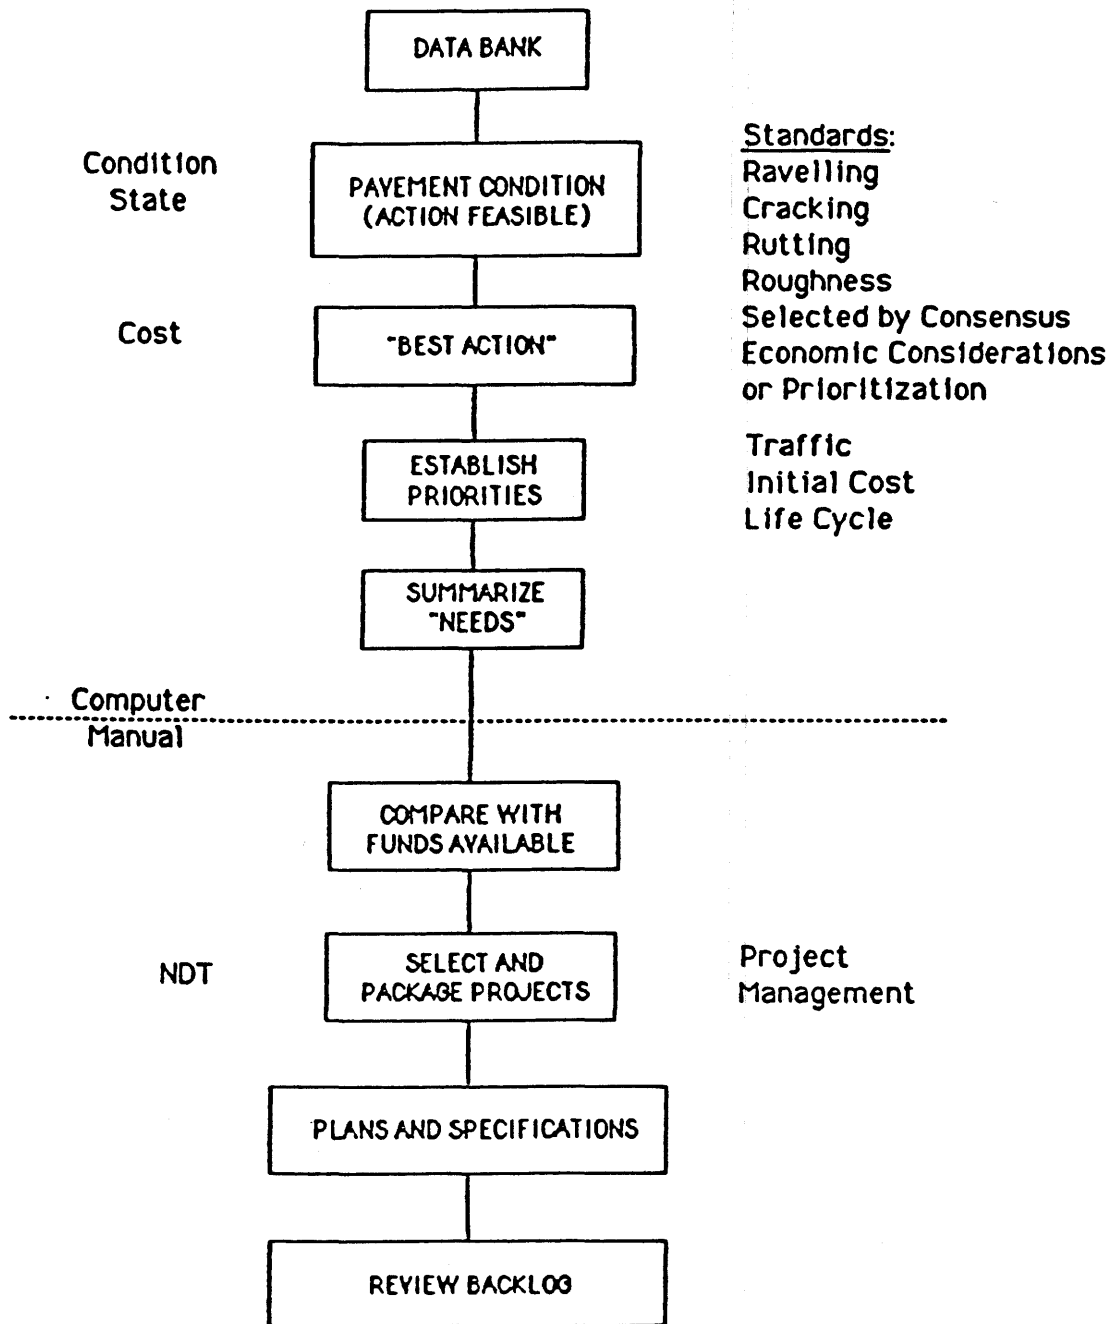 DATA BANK
Condition
State
PAVEMENT CONDITION
(ACTION FEASIBLE)
Standards:
Ravelling
Cracking
Rutting
Roughness
Selected by Consensus
Economic Considerations
or Prioritization
Cost
"BEST ACTION"
ESTABLISH
PRIORITIES
Traffic
Initial Cost
Life Cycle
SUMMARIZE
"NEEDS"
Computer
Manual
COMPARE WITH
FUNDS AVAILABLE
NDT
SELECT AND
PACKAGE PROJECTS
Project
Management
PLANS AND SPECIFICATIONS
REVIEW BACKLOG